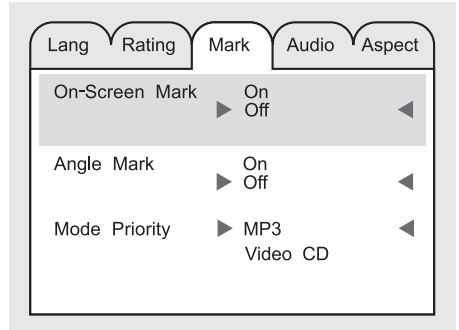 Lang Rating Mark Audio Aspect
On-Screen Mark On
Off
Angle Mark On
Off
Mode Priority MP3
Video CD